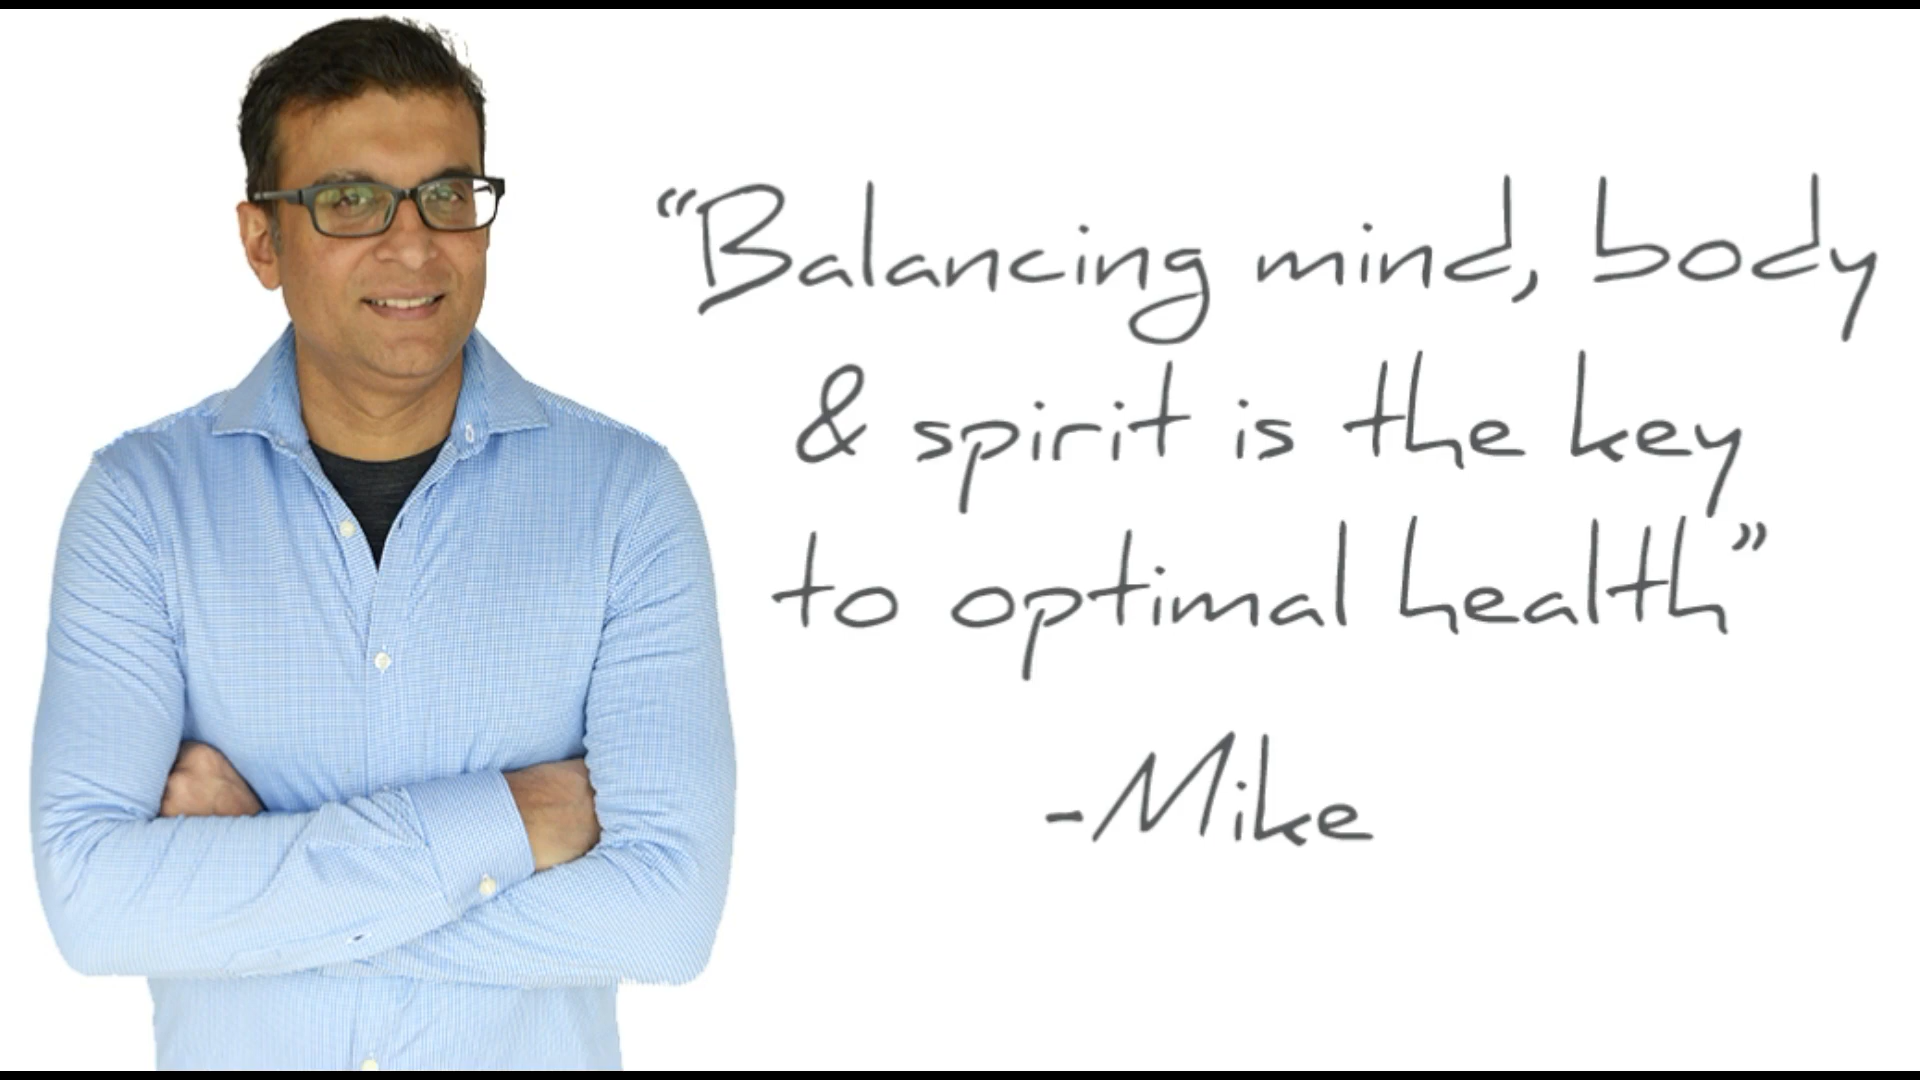 “Balancing mind, body
& spirit is the key
to optimal health”
-Mike